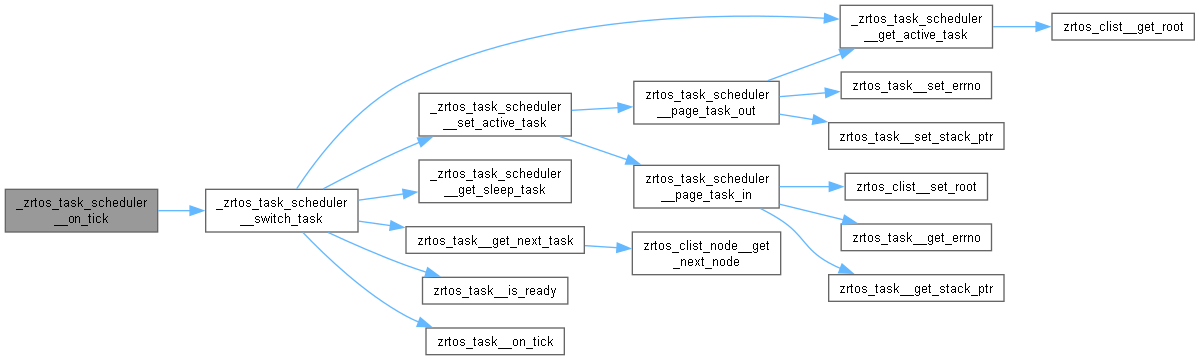 _zrtos_task_scheduler
__on_tick
_zrtos_task_scheduler
__switch_task
_zrtos_task_scheduler
__get_active_task
zrtos_clist__get_root
_zrtos_task_scheduler
__set_active_task
zrtos_task_scheduler
__page_task_out
zrtos_task__set_errno
zrtos_task__set_stack_ptr
_zrtos_task_scheduler
__get_sleep_task
zrtos_task_scheduler
__page_task_in
zrtos_clist__set_root
zrtos_task__get_errno
zrtos_task__get_stack_ptr
zrtos_task__get_next_task
zrtos_clist_node__get
_next_node
zrtos_task__is_ready
zrtos_task__on_tick